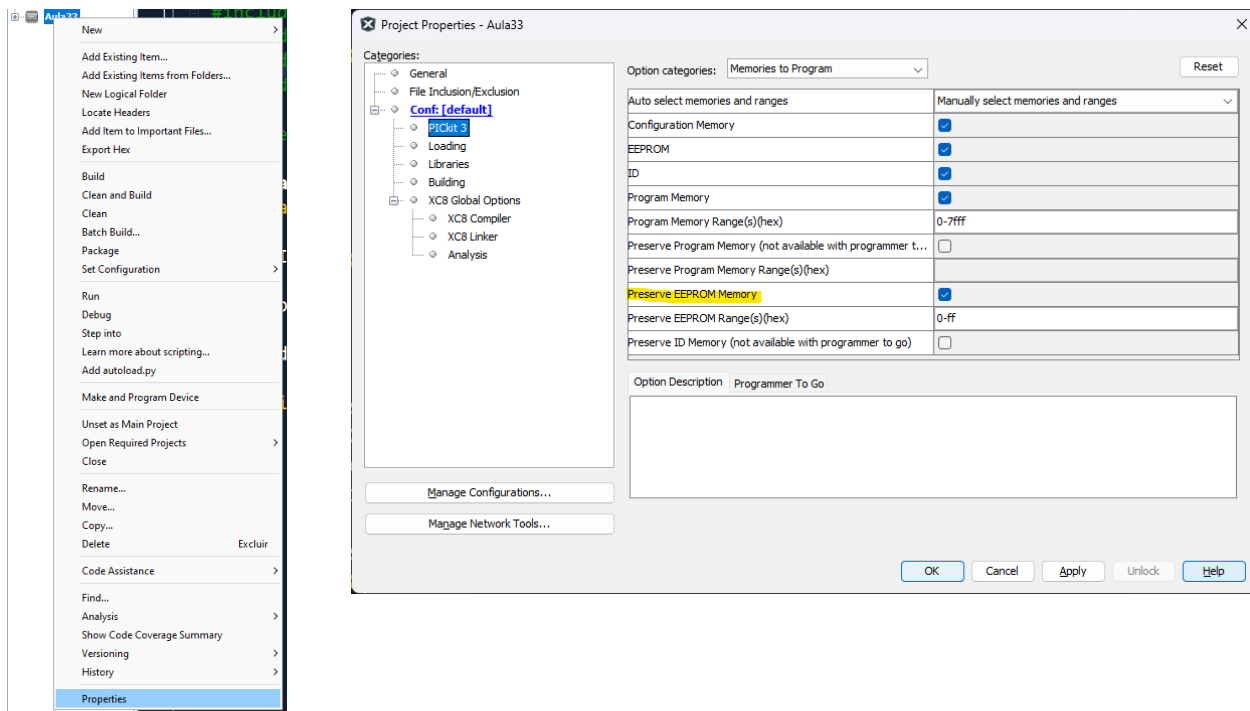 Aula33
New
Add Existing Item...
Add Existing Items from Folders...
New Logical Folder
Locate Headers
Add Item to Important Files...
Export Hex
Build
Clean and Build
Clean
Batch Build...
Package
Set Configuration
Run
Debug
Step into
Learn more about scripting...
Add autoload.py
Make and Program Device
Unset as Main Project
Open Required Projects
Close
Rename...
Move...
Copy...
Delete Excluir
Code Assistance
Find...
Analysis
Show Code Coverage Summary
Versioning
History
Properties
Project Properties - Aula33
Categories:
General
File Inclusion/Exclusion
Conf: [default]
PICkit 3
Loading
Libraries
Building
XC8 Global Options
XC8 Compiler
XC8 Linker
Analysis
Manage Configurations...
Manage Network Tools...
Option categories: Memories to Program
Reset
Auto select memories and ranges Manually select memories and ranges
Configuration Memory
EEPROM
ID
Program Memory
Program Memory Range(s)(hex) 0-7fff
Preserve Program Memory (not available with programmer t...
Preserve Program Memory Range(s)(hex)
Preserve EEPROM Memory
Preserve EEPROM Range(s)(hex) 0-ff
Preserve ID Memory (not available with programmer to go)
Option Description Programmer To Go
OK Cancel Apply Unlock Help